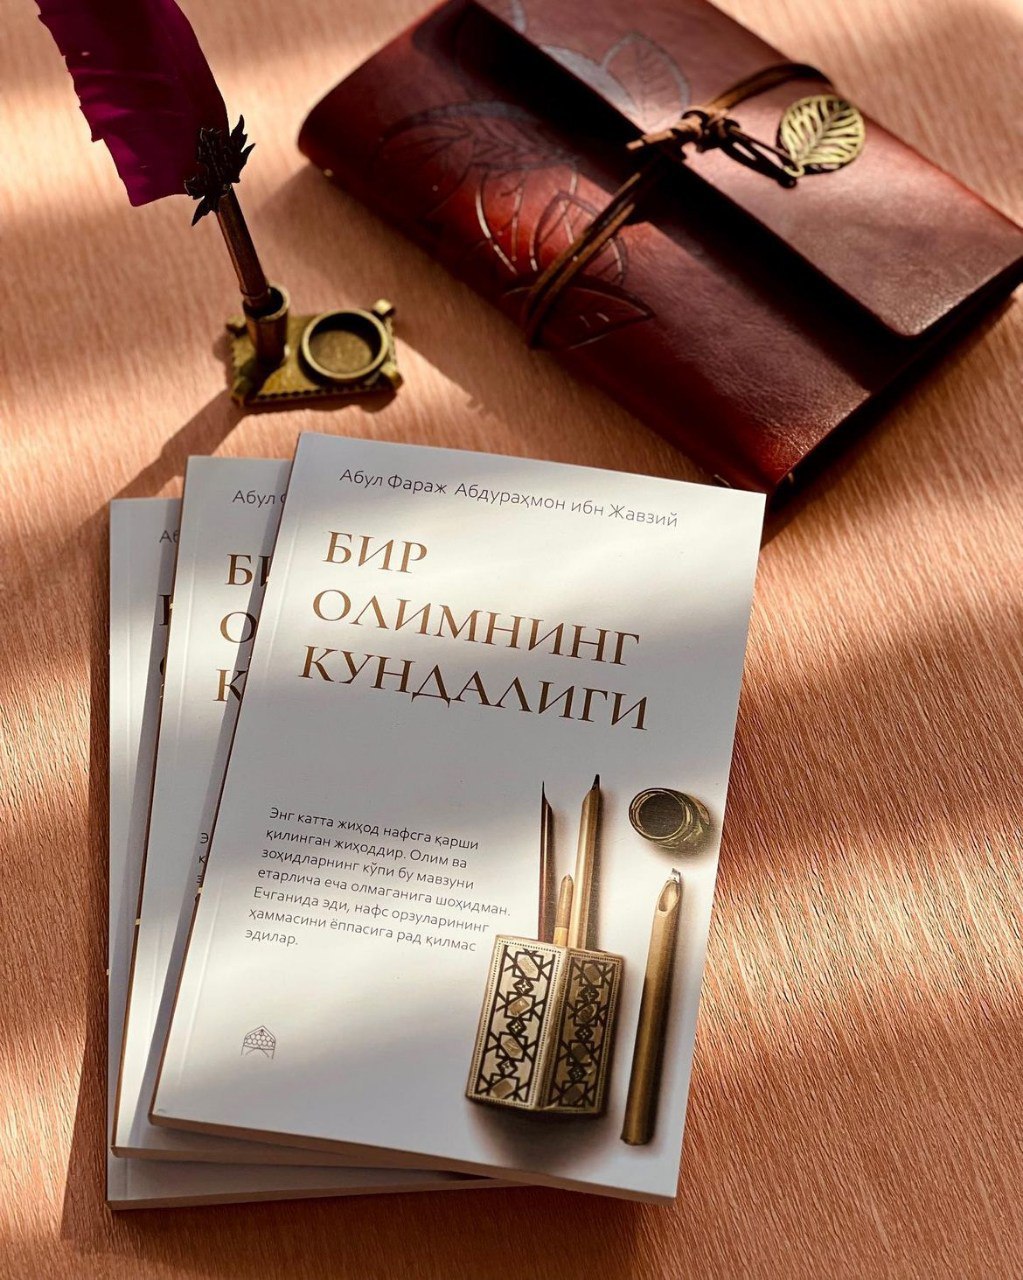 Абул Фараж Абдураҳмон ибн Жавзий
БИР
ОЛИМНИНГ
КУНДАЛИГИ
Энг катта жиҳод нафсга қарши
қилинган жиҳоддир. Олим ва
зоҳидларнинг кўпи бу мавзуни
етарлича еча олмаганига шоҳидман.
Ечганида эди, нафс орзуларининг
ҳаммасини ёппасига рад қилмас
эдилар.
Абул